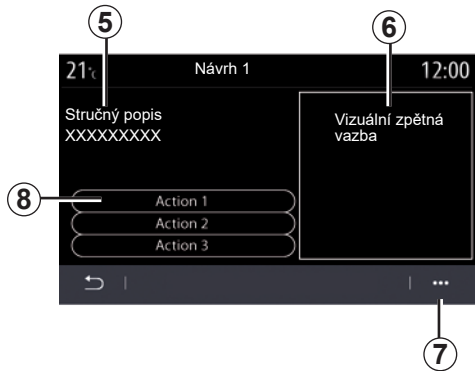 5
6
21°C Návrh 1 12:00
Stručný popis
XXXXXXXXX
Vizuální zpětná
vazba
8
Action 1
Action 2
Action 3
7